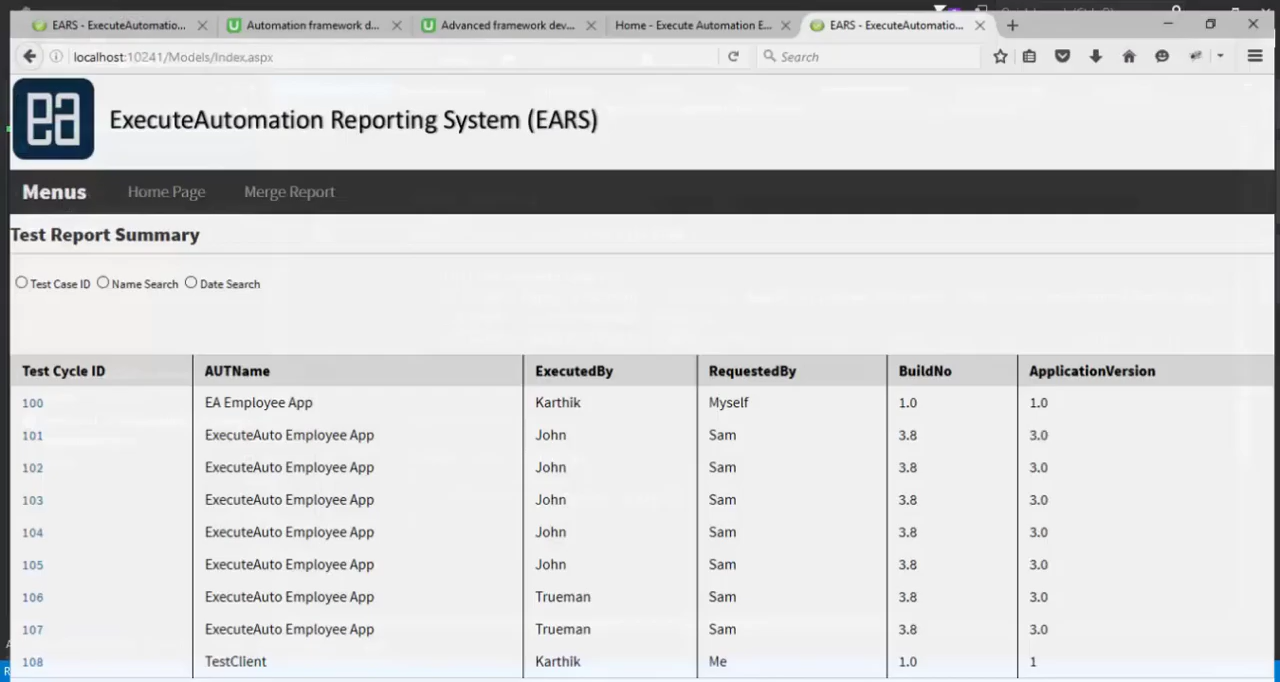 EARS - ExecuteAutomatio... Automation framework d... Advanced framework dev... Home - Execute Automation E... EARS - ExecuteAutomatio...
localhost:10241/Models/Index.aspx Search
ea ExecuteAutomation Reporting System (EARS)
Menus Home Page Merge Report
Test Report Summary
Test Case ID Name Search Date Search
Test Cycle ID AUTName ExecutedBy RequestedBy BuildNo ApplicationVersion
100 EA Employee App Karthik Myself 1.0 1.0
101 ExecuteAuto Employee App John Sam 3.8 3.0
102 ExecuteAuto Employee App John Sam 3.8 3.0
103 ExecuteAuto Employee App John Sam 3.8 3.0
104 ExecuteAuto Employee App John Sam 3.8 3.0
105 ExecuteAuto Employee App John Sam 3.8 3.0
106 ExecuteAuto Employee App Trueman Sam 3.8 3.0
107 ExecuteAuto Employee App Trueman Sam 3.8 3.0
108 TestClient Karthik Me 1.0 1